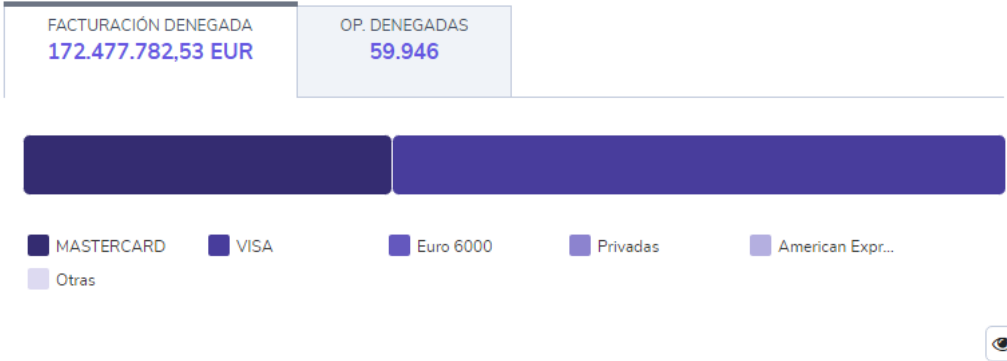 FACTURACIÓN DENEGADA
172.477.782,53 EUR
OP. DENEGADAS
59.946
MASTERCARD
VISA
Euro 6000
Privadas
American Expr...
Otras